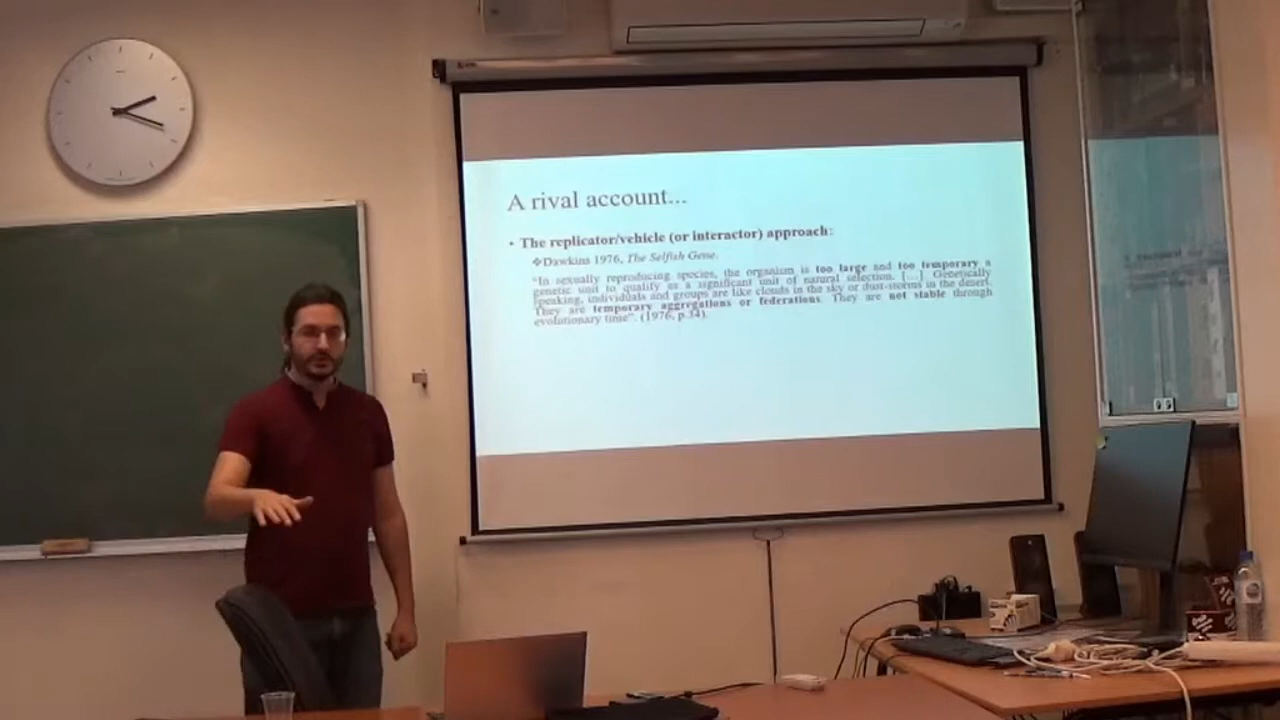 A rival account...
• The replicator/vehicle (or interactor) approach:
❖Dawkins 1976, The Selfish Gene.
“In sexually reproducing species, the organism is too large and too temporary a
genetic unit to qualify as a significant unit of natural selection. [...]. Genetically
speaking, individuals and groups are like clouds in the sky or dust-storms in the desert.
They are temporary aggregations or federations. They are not stable through
evolutionary time”. (1976, p.34).